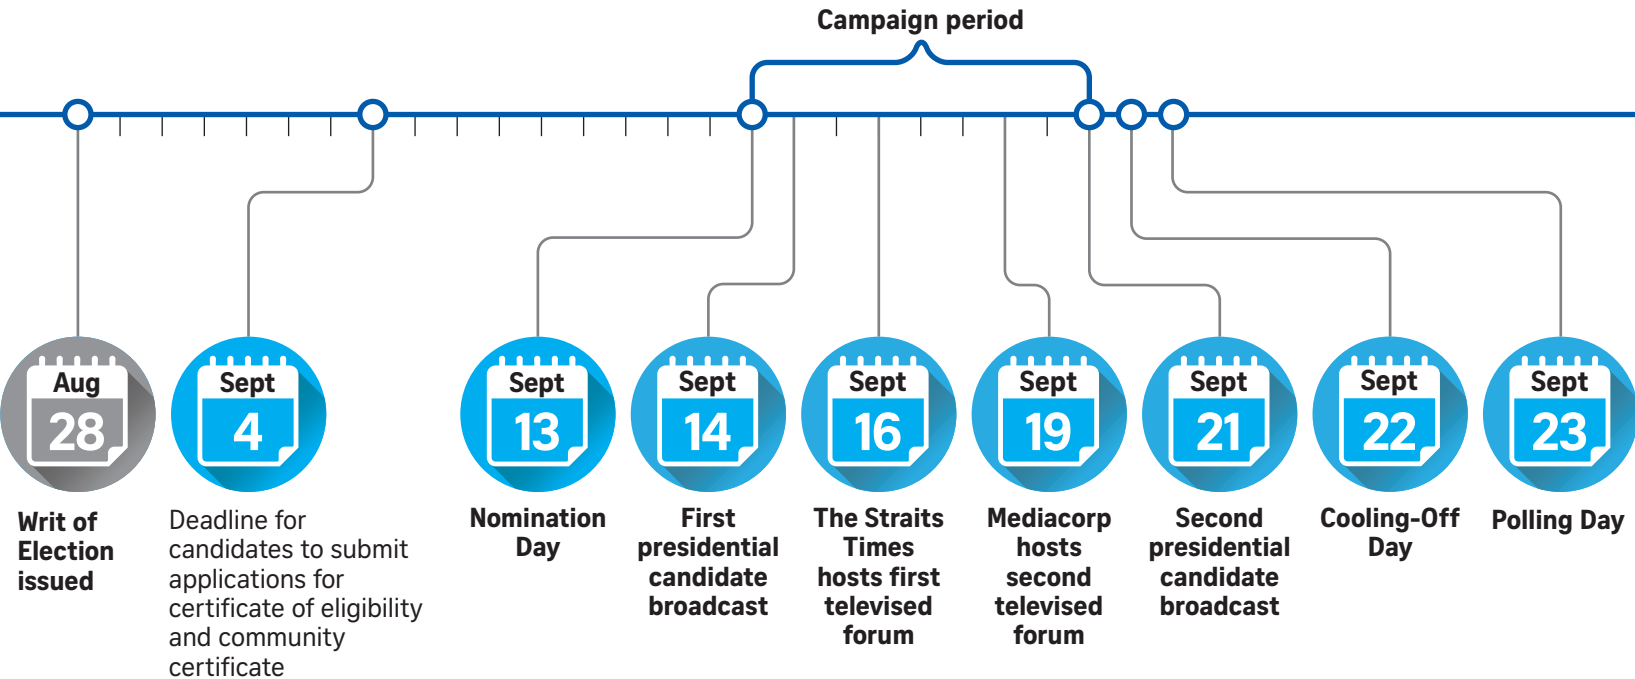 Campaign period
Aug
28
Writ of
Election
issued
Sept
4
Deadline for
candidates to submit
applications for
certificate of eligibility
and community
certificate
Sept
13
Nomination
Day
Sept
14
First
presidential
candidate
broadcast
Sept
16
The Straits
Times
hosts first
televised
forum
Sept
19
Mediacorp
hosts
second
televised
forum
Sept
21
Second
presidential
candidate
broadcast
Sept
22
Cooling-Off
Day
Sept
23
Polling Day